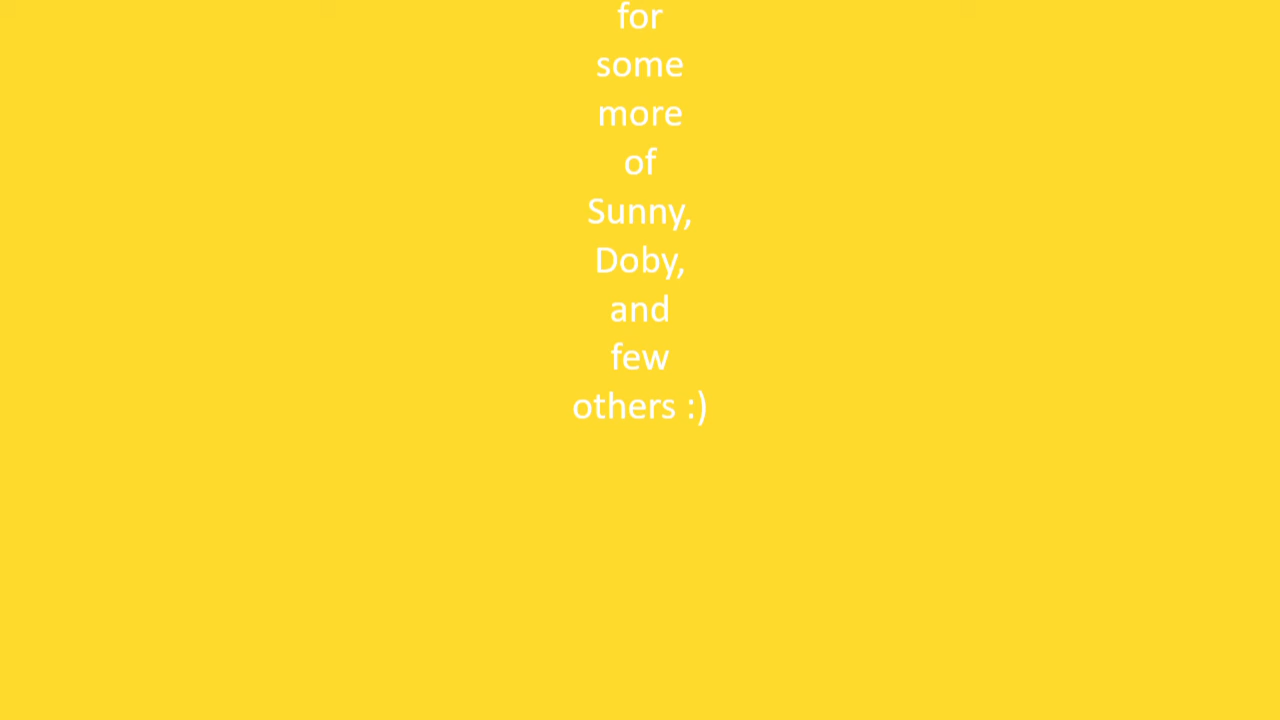 for
some
more
of
Sunny,
Doby,
and
few
others :)